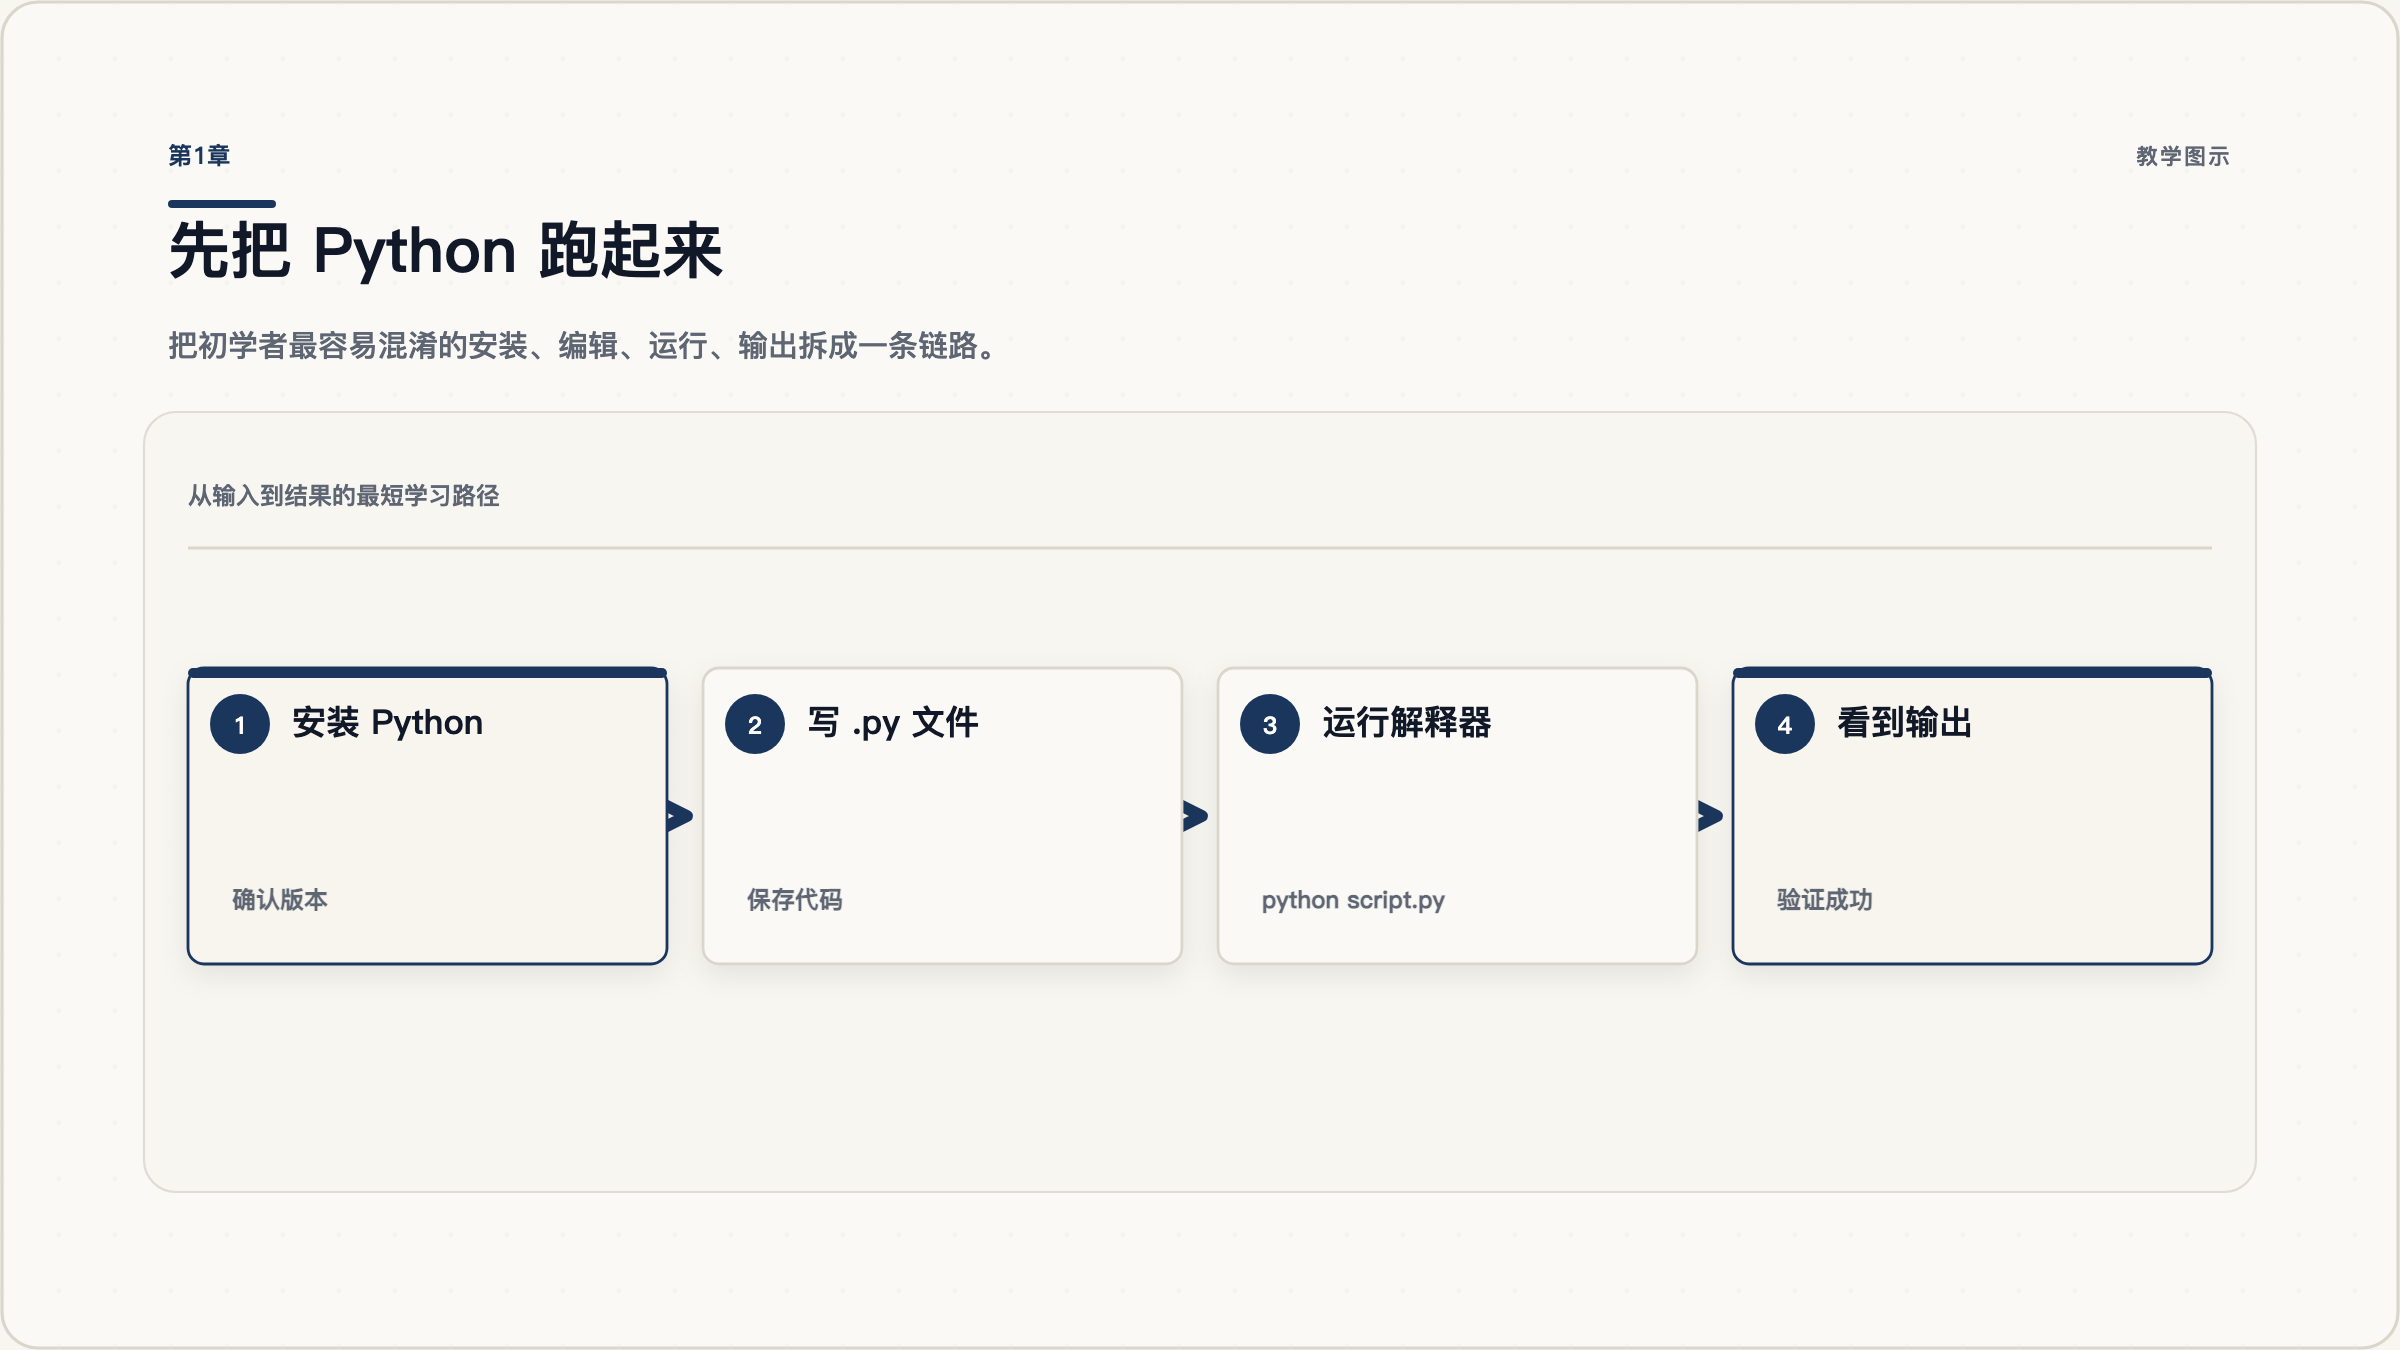 第1章
教学图示
先把 Python 跑起来
把初学者最容易混淆的安装、编辑、运行、输出拆成一条链路。
从输入到结果的最短学习路径
1 安装 Python
确认版本
2 写 .py 文件
保存代码
3 运行解释器
python script.py
4 看到输出
验证成功